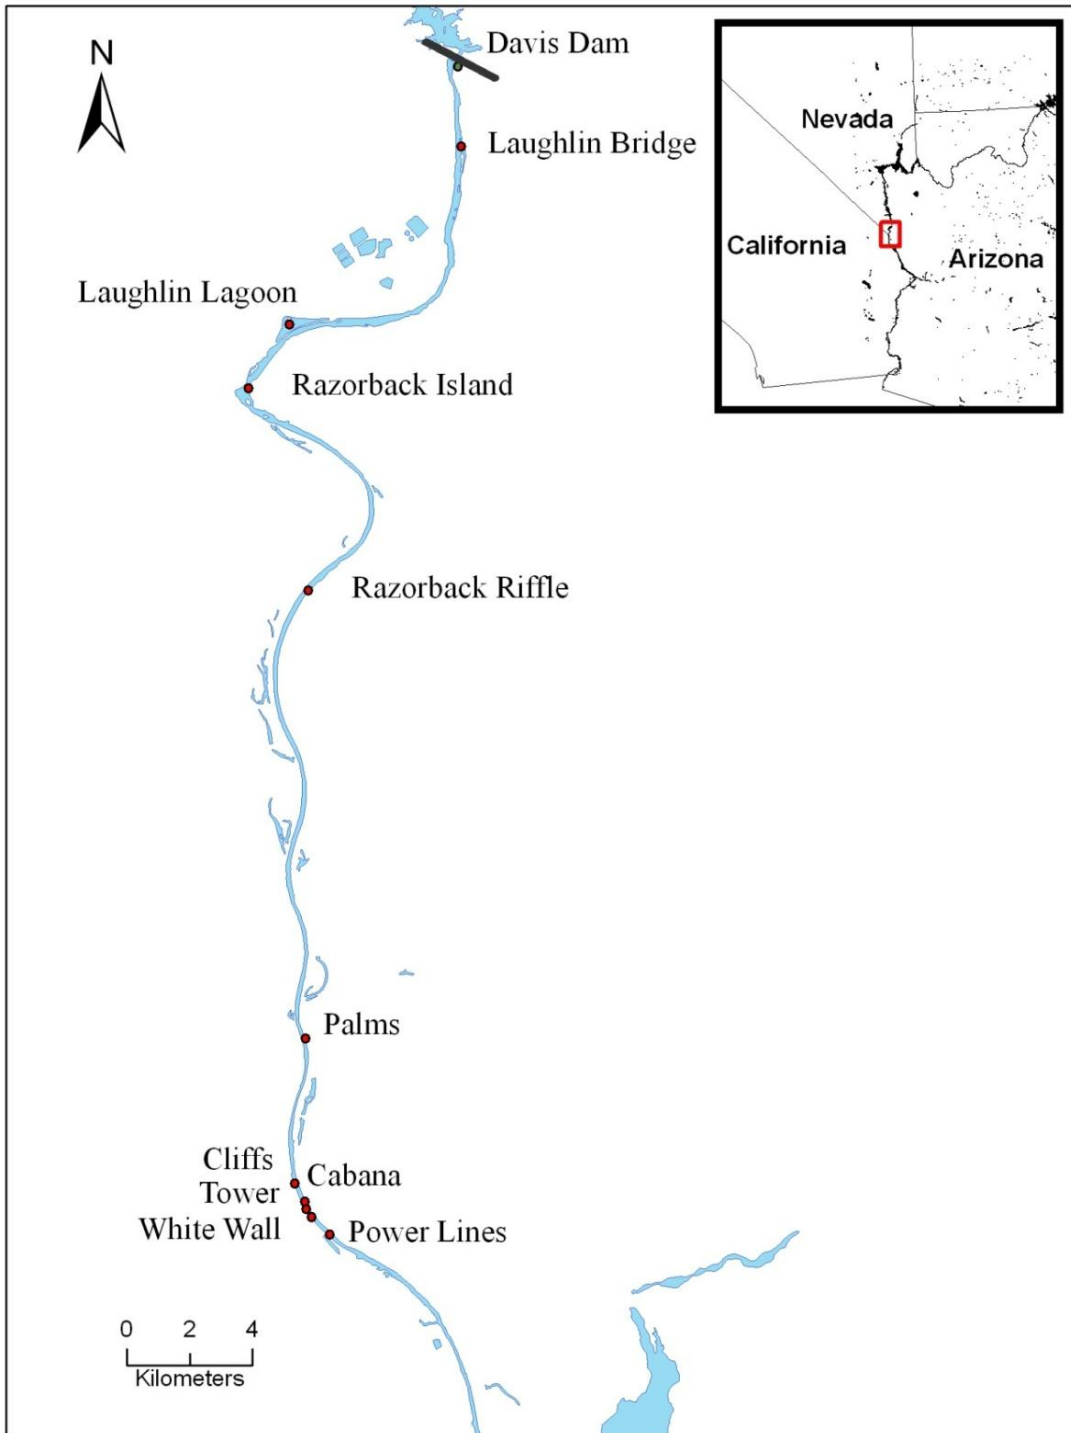 N
Davis Dam
Laughlin Bridge
Nevada
California
Arizona
Laughlin Lagoon
Razorback Island
Razorback Riffle
Palms
Cliffs
Cabana
Tower
White Wall
Power Lines
0 2 4
Kilometers